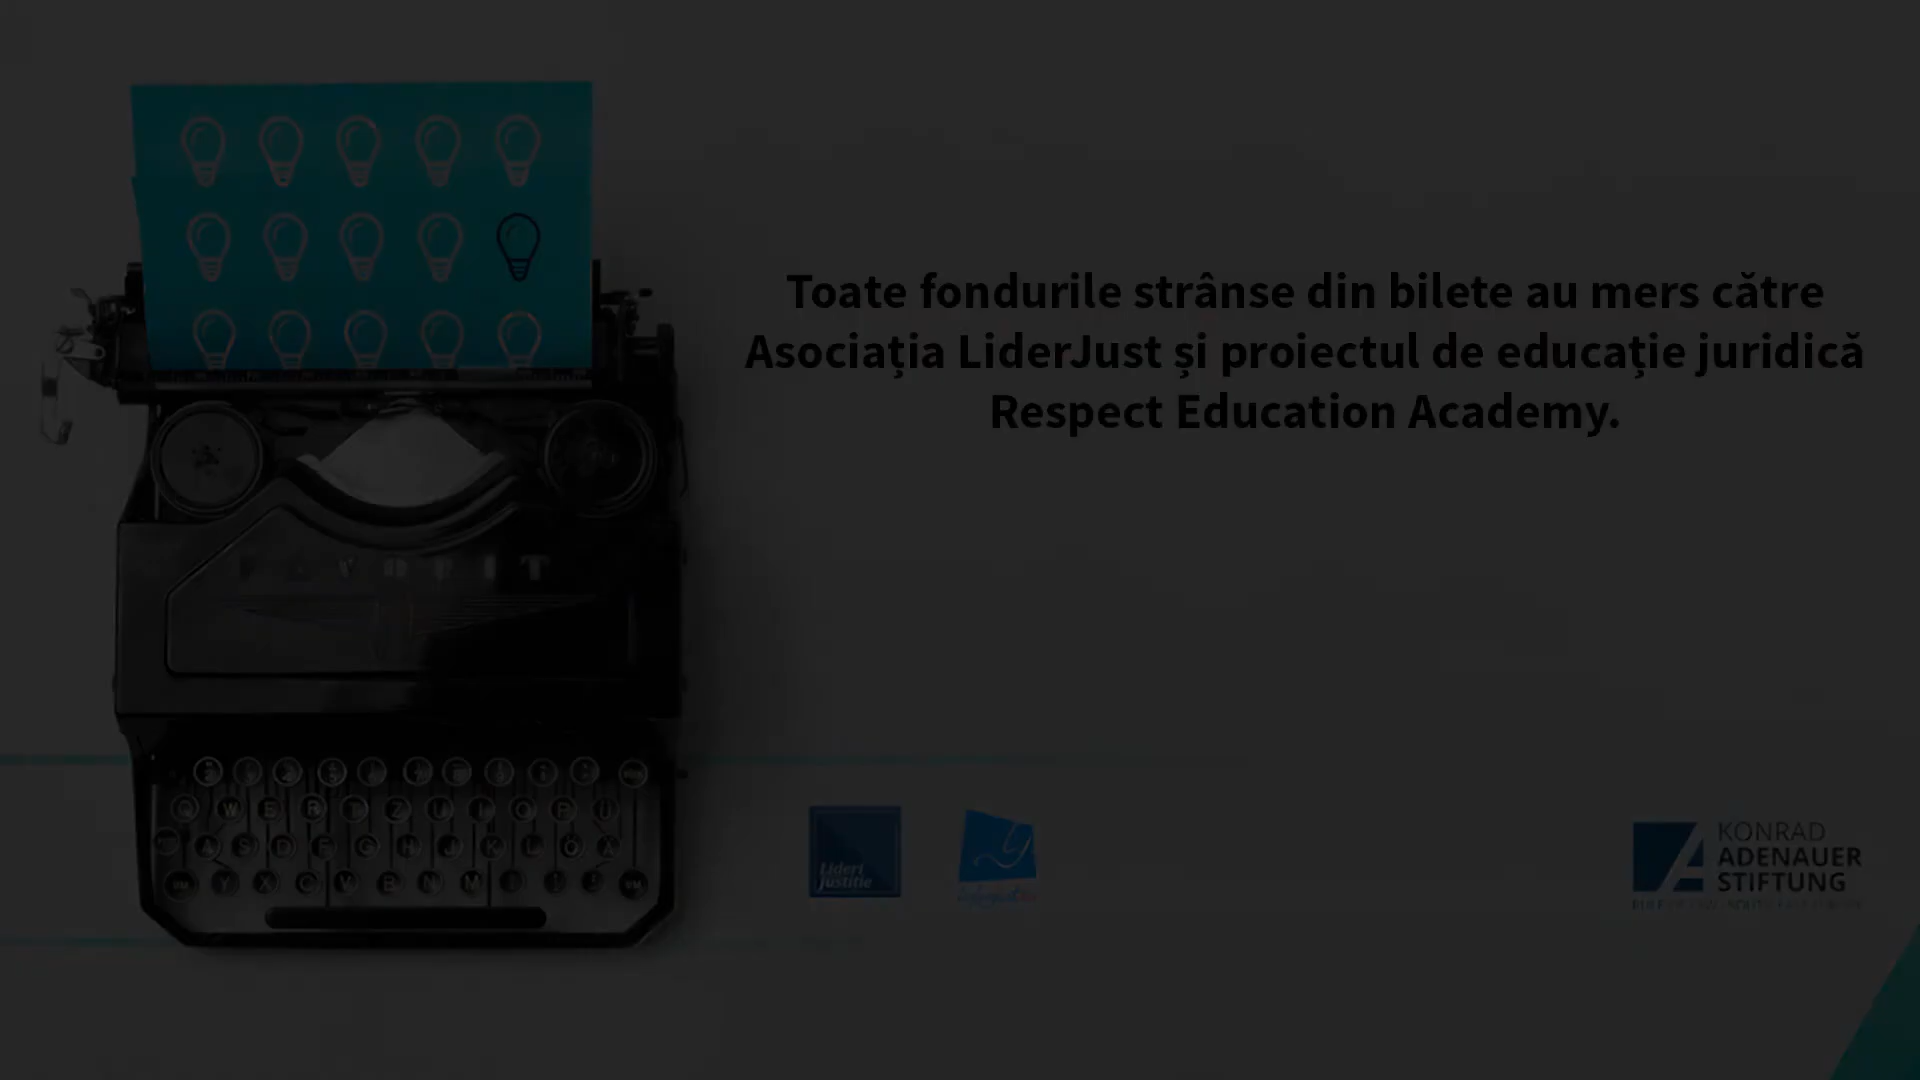 Toate fondurile strânse din bilete au mers către
Asociația LiderJust și proiectul de educație juridică
Respect Education Academy.
FAVORIT
Q W E R T Z U I O P Ü
A S D F G H J K L Ö Ä
Y X C V B N M
Lideri
justiție
KONRAD
ADENAUER
STIFTUNG